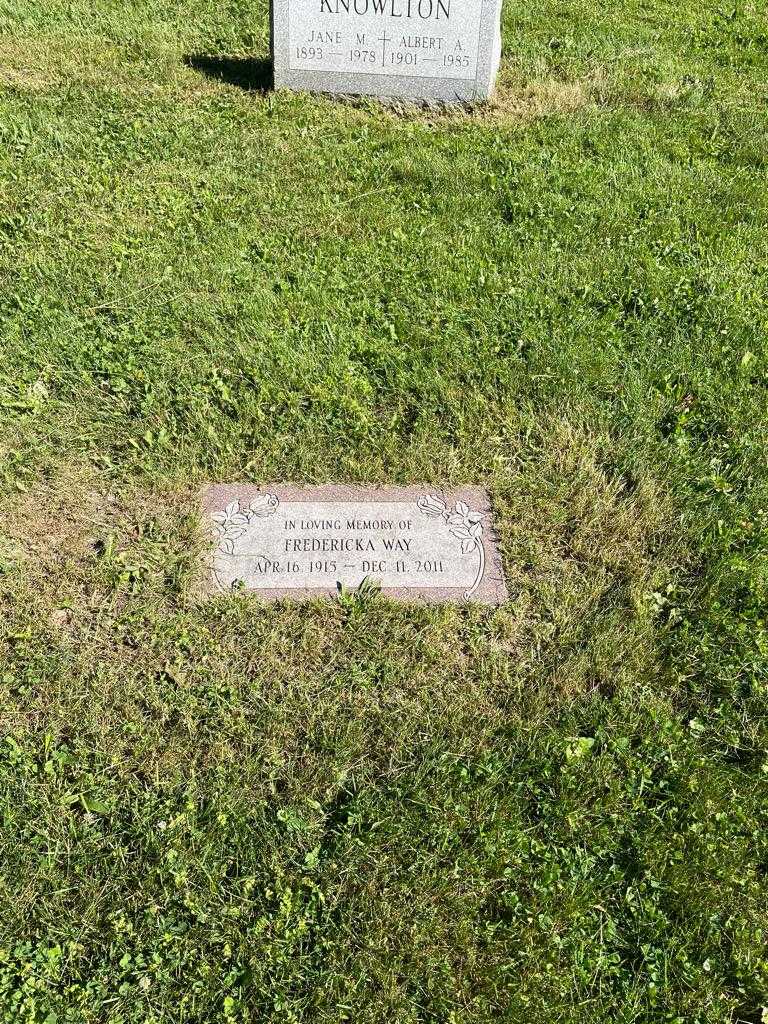 KNOWLTON
JANE M. ALBERT A.
1893 — 1978 1901 — 1985
IN LOVING MEMORY OF
FREDERICKA WAY
APR. 16, 1915 — DEC. 11, 2011